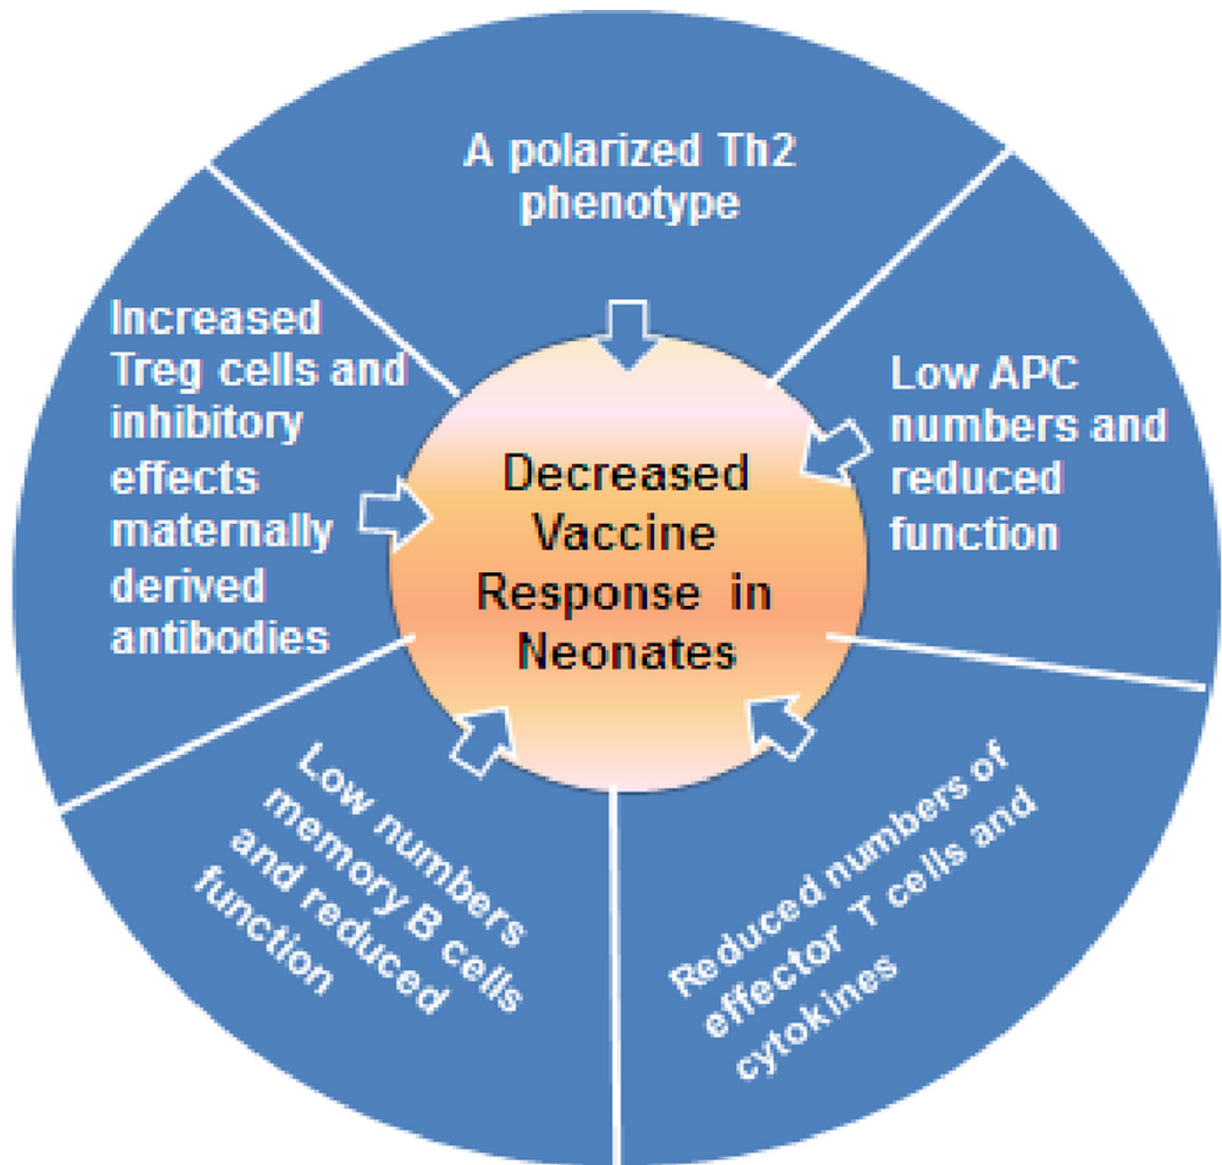 A polarized Th2
phenotype
Increased
Treg cells and
inhibitory
effects
maternally
derived
antibodies
Low APC
numbers and
reduced
function
Decreased
Vaccine
Response in
Neonates
Low numbers
memory B cells
and reduced
function
Reduced numbers of
effector T cells and
cytokines